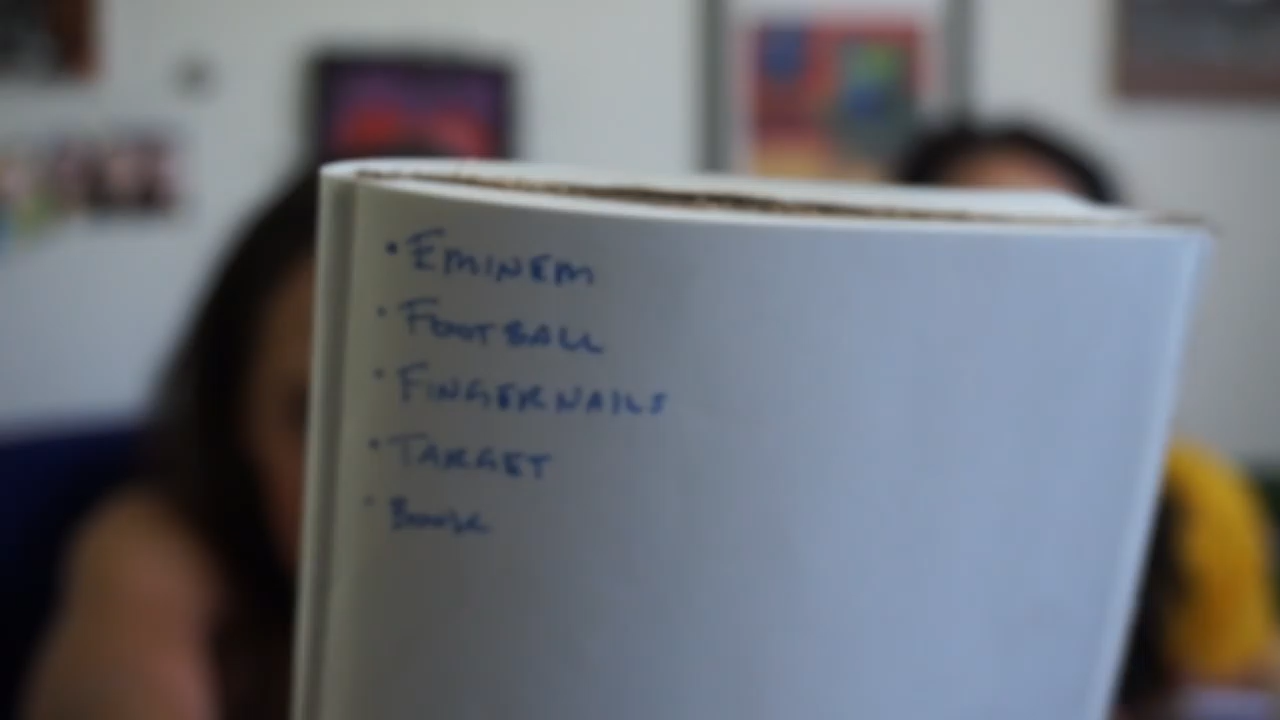 • EMINEM
• FOOTBALL
• FINGERNAILS
• TARGET
•